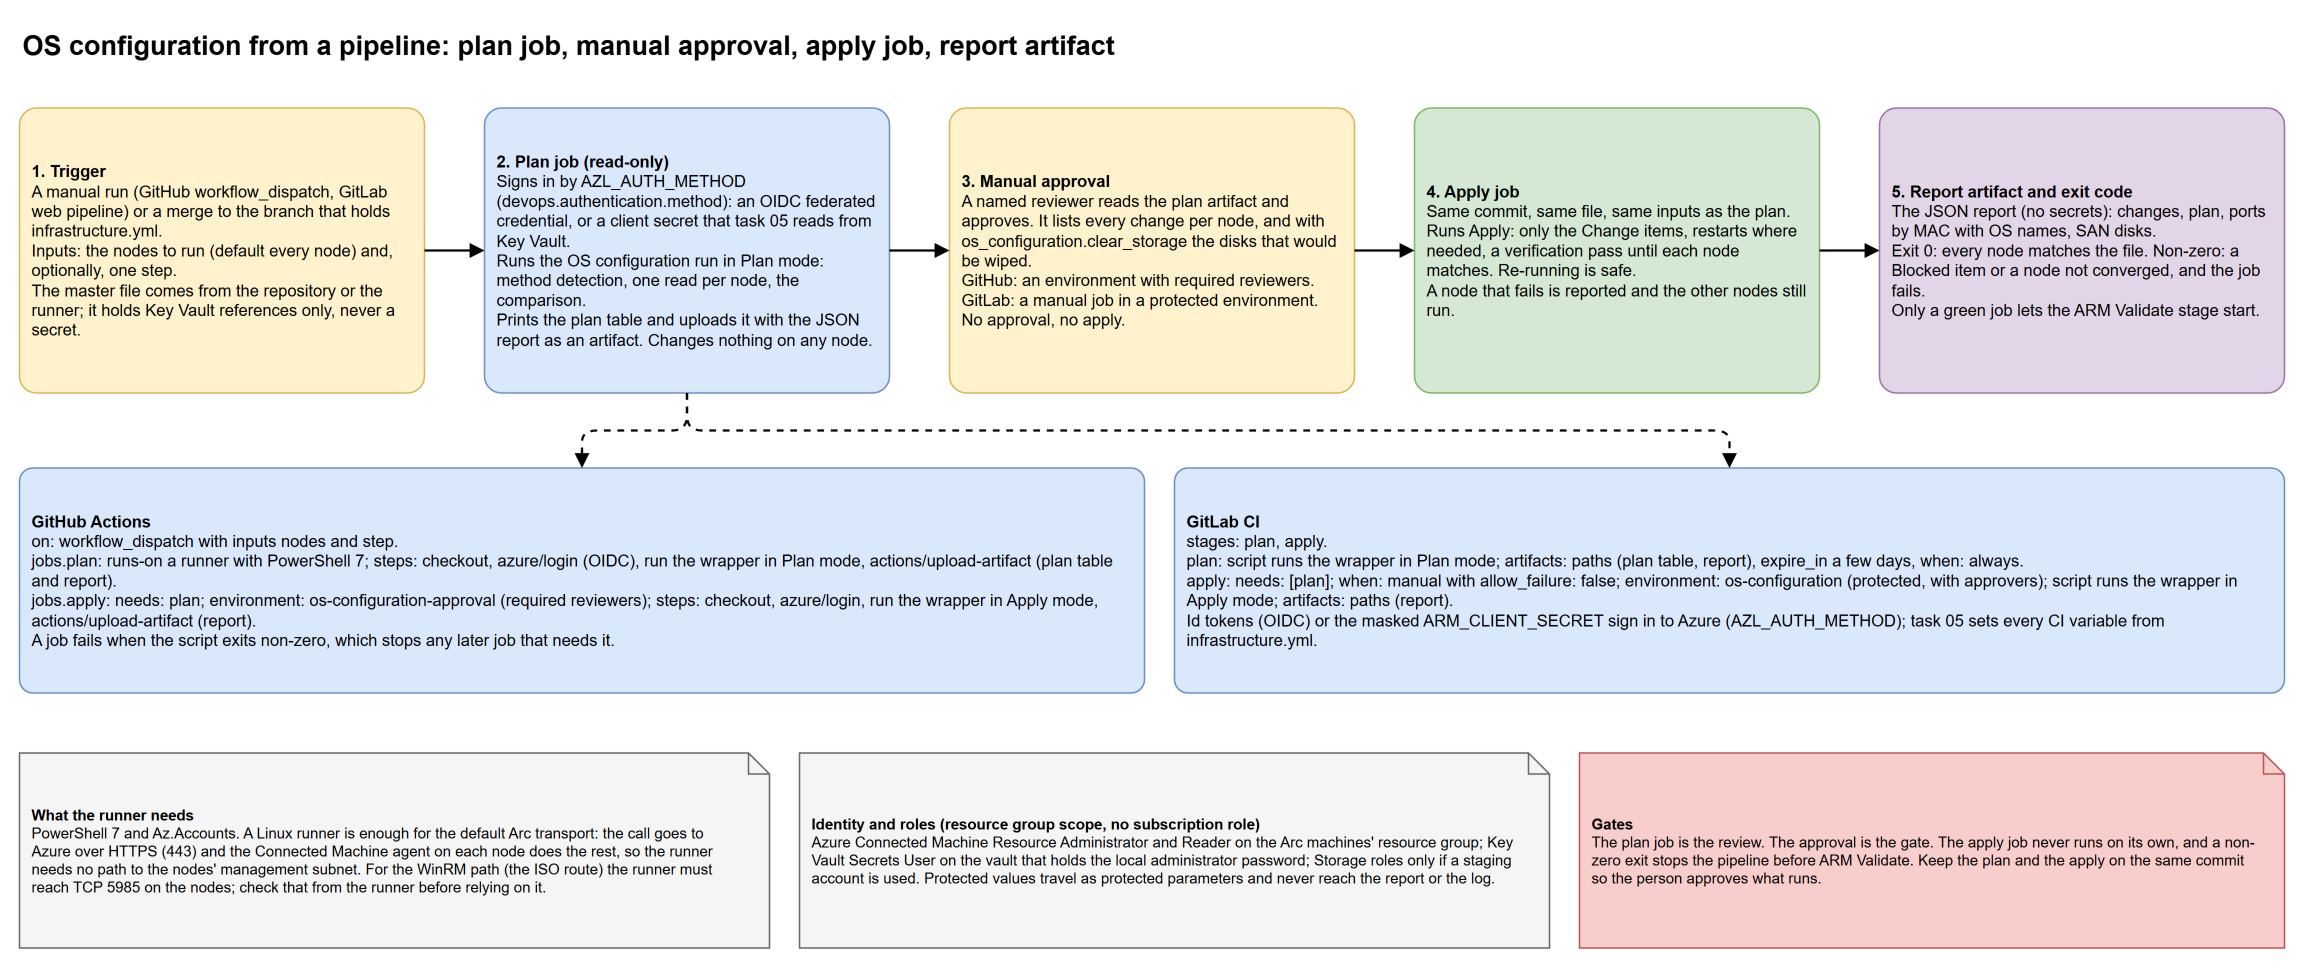 OS configuration from a pipeline: plan job, manual approval, apply job, report artifact
1. Trigger
A manual run (GitHub workflow_dispatch, GitLab
web pipeline) or a merge to the branch that holds
infrastructure.yml.
Inputs: the nodes to run (default every node) and,
optionally, one step.
The master file comes from the repository or the
runner; it holds Key Vault references only, never a
secret.
2. Plan job (read-only)
Signs in by AZL_AUTH_METHOD
(devops.authentication.method): an OIDC federated
credential, or a client secret that task 05 reads from
Key Vault.
Runs the OS configuration run in Plan mode:
method detection, one read per node, the
comparison.
Prints the plan table and uploads it with the JSON
report as an artifact. Changes nothing on any node.
3. Manual approval
A named reviewer reads the plan artifact and
approves. It lists every change per node, and with
os_configuration.clear_storage the disks that would
be wiped.
GitHub: an environment with required reviewers.
GitLab: a manual job in a protected environment.
No approval, no apply.
4. Apply job
Same commit, same file, same inputs as the plan.
Runs Apply: only the Change items, restarts where
needed, a verification pass until each node
matches. Re-running is safe.
A node that fails is reported and the other nodes still
run.
5. Report artifact and exit code
The JSON report (no secrets): changes, plan, ports
by MAC with OS names, SAN disks.
Exit 0: every node matches the file. Non-zero: a
Blocked item or a node not converged, and the job
fails.
Only a green job lets the ARM Validate stage start.
GitHub Actions
on: workflow_dispatch with inputs nodes and step.
jobs.plan: runs-on a runner with PowerShell 7; steps: checkout, azure/login (OIDC), run the wrapper in Plan mode, actions/upload-artifact (plan table
and report).
jobs.apply: needs: plan; environment: os-configuration-approval (required reviewers); steps: checkout, azure/login, run the wrapper in Apply mode,
actions/upload-artifact (report).
A job fails when the script exits non-zero, which stops any later job that needs it.
GitLab CI
stages: plan, apply.
plan: script runs the wrapper in Plan mode; artifacts: paths (plan table, report), expire_in a few days, when: always.
apply: needs: [plan]; when: manual with allow_failure: false; environment: os-configuration (protected, with approvers); script runs the wrapper in
Apply mode; artifacts: paths (report).
Id tokens (OIDC) or the masked ARM_CLIENT_SECRET sign in to Azure (AZL_AUTH_METHOD); task 05 sets every CI variable from
infrastructure.yml.
What the runner needs
PowerShell 7 and Az.Accounts. A Linux runner is enough for the default Arc transport: the call goes to
Azure over HTTPS (443) and the Connected Machine agent on each node does the rest, so the runner
needs no path to the nodes' management subnet. For the WinRM path (the ISO route) the runner must
reach TCP 5985 on the nodes; check that from the runner before relying on it.
Identity and roles (resource group scope, no subscription role)
Azure Connected Machine Resource Administrator and Reader on the Arc machines' resource group; Key
Vault Secrets User on the vault that holds the local administrator password; Storage roles only if a staging
account is used. Protected values travel as protected parameters and never reach the report or the log.
Gates
The plan job is the review. The approval is the gate. The apply job never runs on its own, and a non-
zero exit stops the pipeline before ARM Validate. Keep the plan and the apply on the same commit
so the person approves what runs.